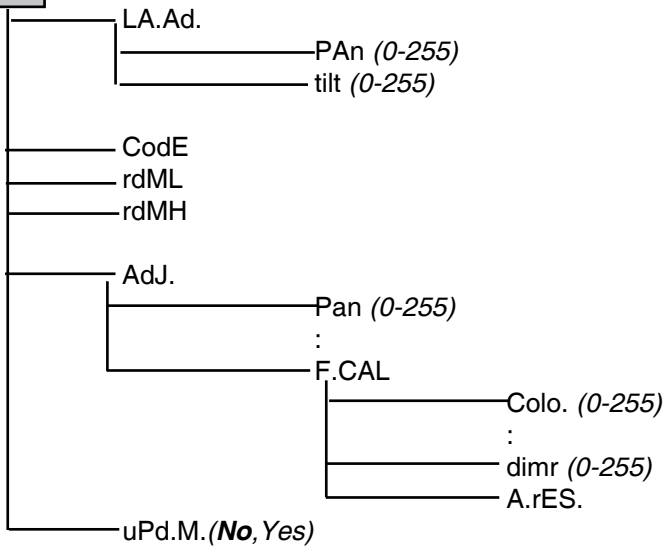 LA.Ad.
PAn (0-255)
tilt (0-255)
CodE
rdML
rdMH
AdJ.
Pan (0-255)
:
F.CAL
Colo. (0-255)
:
dimr (0-255)
A.rES.
uPd.M.(No,Yes)